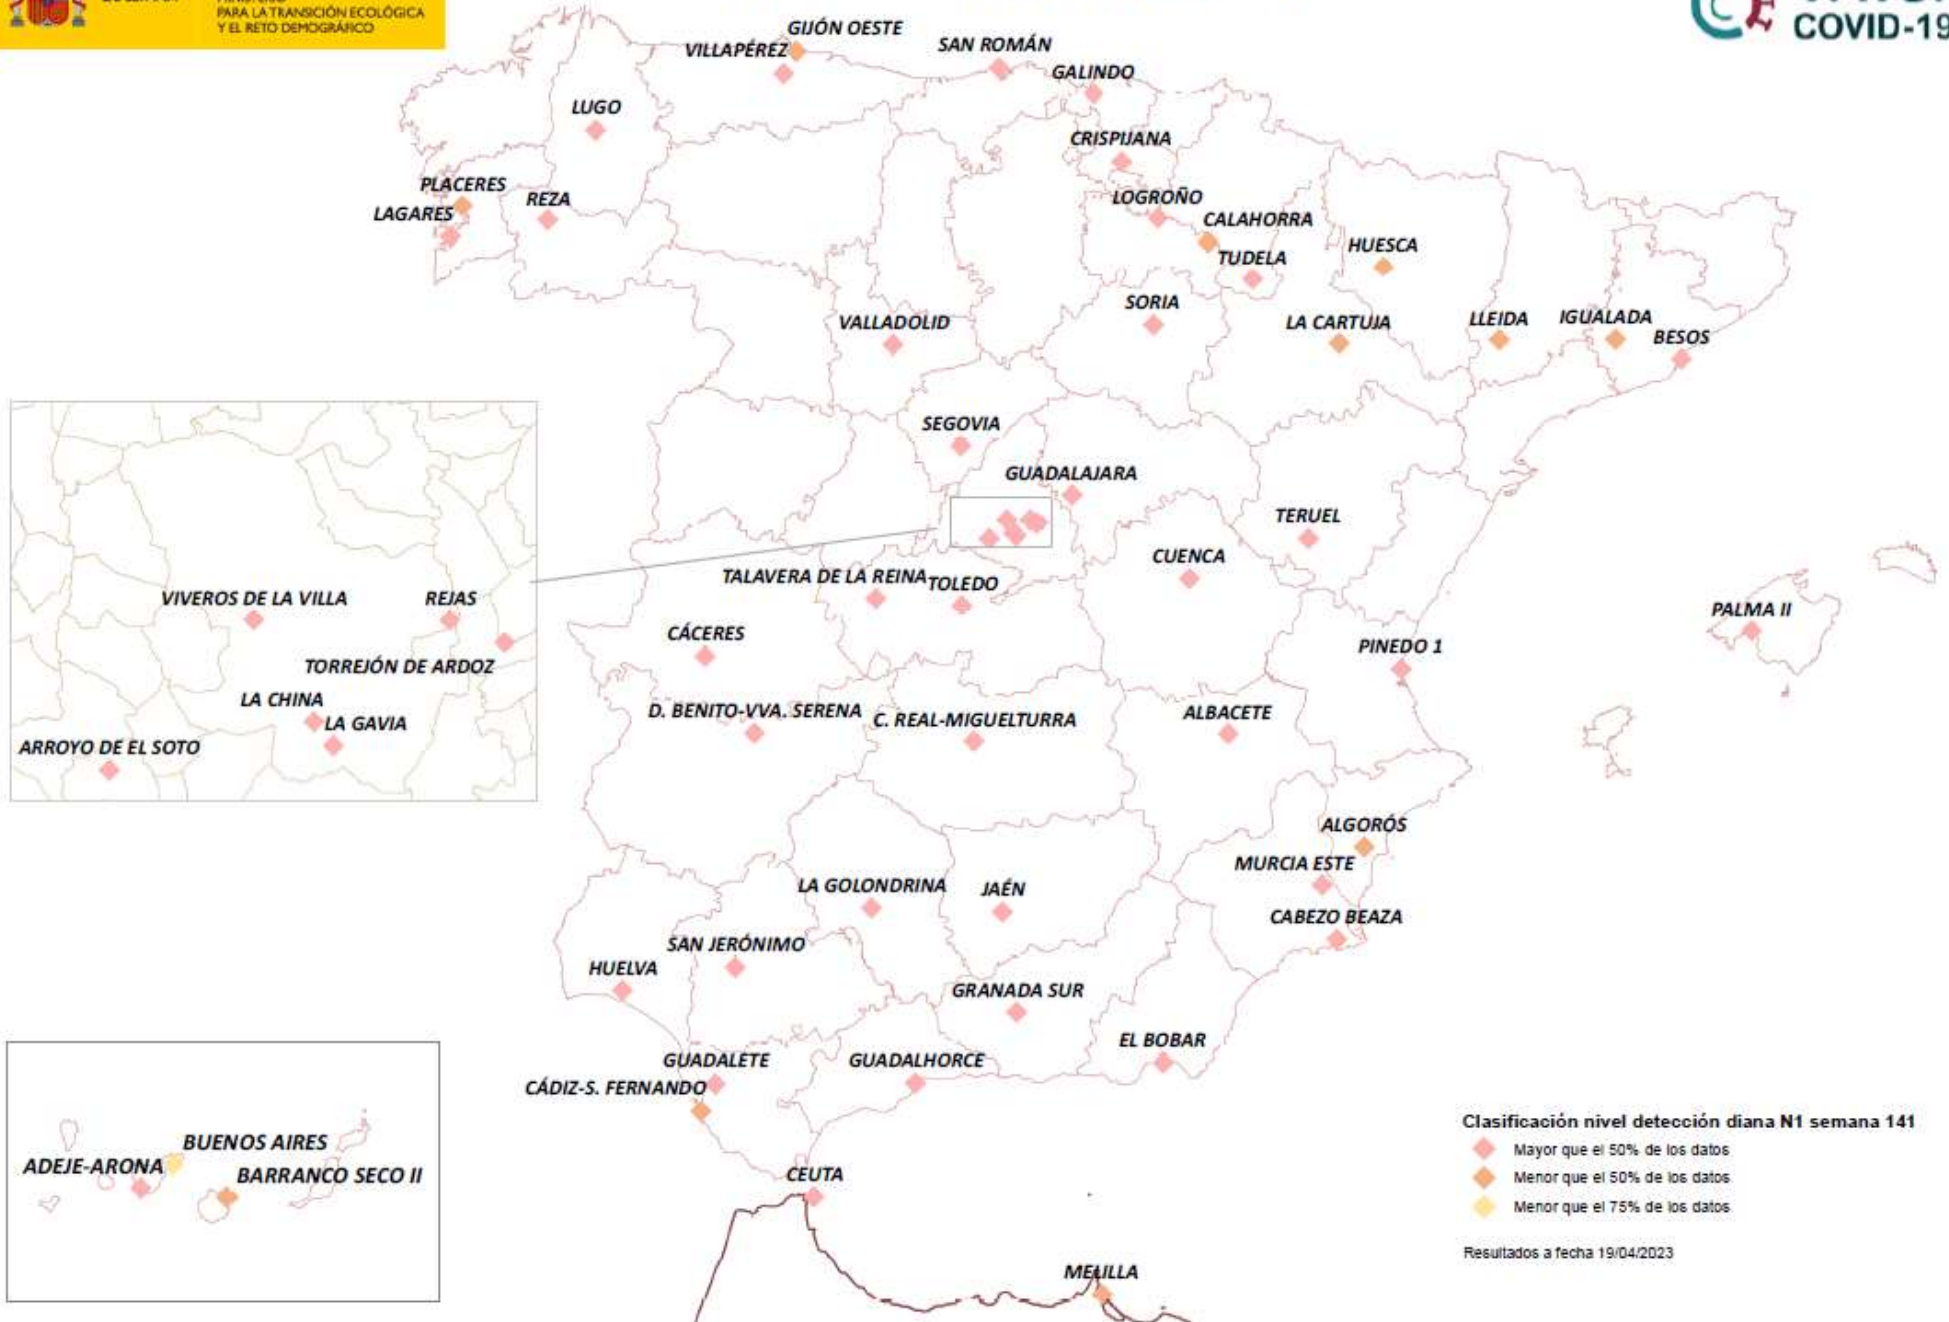 PARA LA TRANSICIÓN ECOLÓGICA
Y EL RETO DEMOGRÁFICO
COVID-19
GIJÓN OESTE
VILLAPÉREZ
SAN ROMÁN
GALINDO
LUGO
CRISPIJANA
PLACERES
REZA
LOGROÑO
LAGARES
CALAHORRA
HUESCA
TUDELA
SORIA
VALLADOLID
LA CARTUJA
LLEIDA
IGUALADA
BESOS
SEGOVIA
GUADALAJARA
TERUEL
CUENCA
TALAVERA DE LA REINA
TOLEDO
VIVEROS DE LA VILLA
REJAS
TORREJÓN DE ARDOZ
LA CHINA
LA GAVIA
ARROYO DE EL SOTO
PALMA II
CÁCERES
PINEDO 1
D. BENITO-VVA. SERENA
C. REAL-MIGUELTURRA
ALBACETE
ALGORÓS
MURCIA ESTE
LA GOLONDRINA
JAÉN
CABEZO BEAZA
SAN JERÓNIMO
HUELVA
GRANADA SUR
EL BOBAR
GUADALETE
GUADALHORCE
CÁDIZ-S. FERNANDO
BUENOS AIRES
ADEJE-ARONA
BARRANCO SECO II
CEUTA
MELILLA
Clasificación nivel detección diana N1 semana 141
Mayor que el 50% de los datos
Menor que el 50% de los datos
Menor que el 75% de los datos
Resultados a fecha 19/04/2023